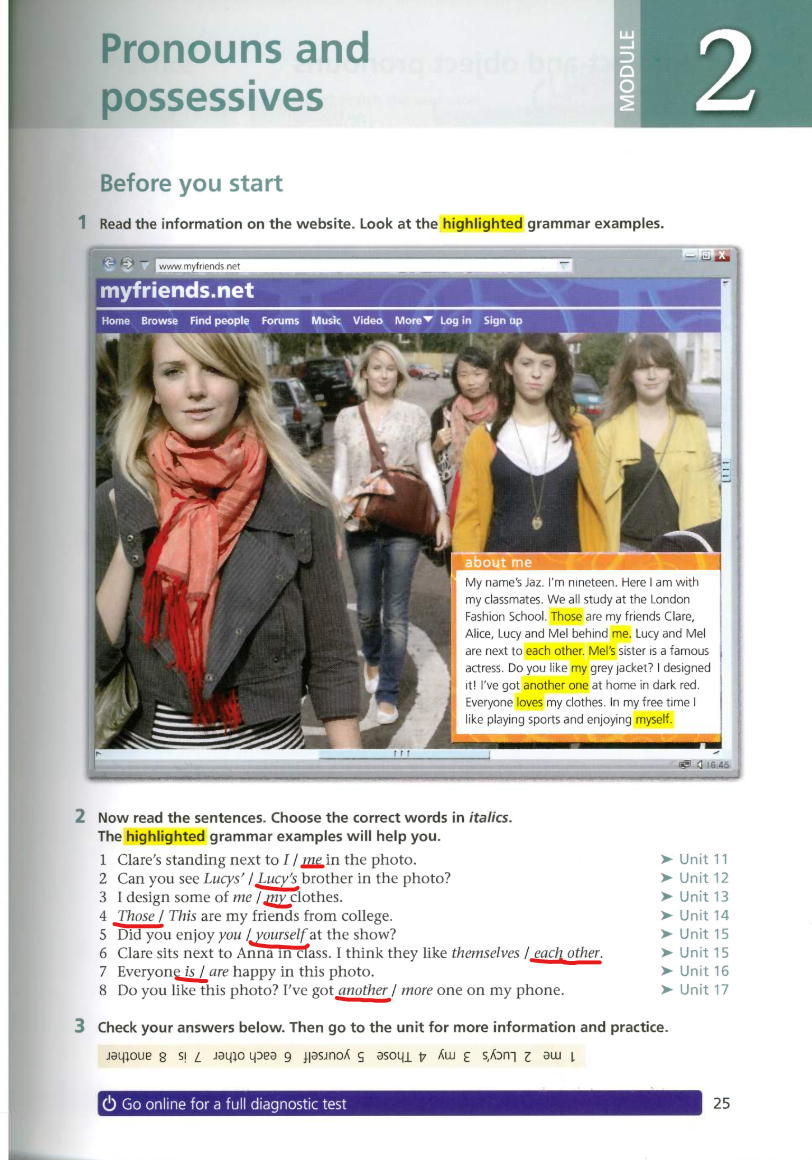 Pronouns and
possessives
MODULE
2
Before you start
1 Read the information on the website. Look at the highlighted grammar examples.
www.myfriends.net
myfriends.net
Home Browse Find people Forums Music Video More Log in Sign up
about me
My name's Jaz. I'm nineteen. Here I am with
my classmates. We all study at the London
Fashion School. Those are my friends Clare,
Alice, Lucy and Mel behind me. Lucy and Mel
are next to each other. Mel's sister is a famous
actress. Do you like my grey jacket? I designed
it! I've got another one at home in dark red.
Everyone loves my clothes. In my free time I
like playing sports and enjoying myself.
16:45
2 Now read the sentences. Choose the correct words in italics.
The highlighted grammar examples will help you.
1 Clare's standing next to I / me in the photo. ➤ Unit 11
2 Can you see Lucys' / Lucy's brother in the photo? ➤ Unit 12
3 I design some of me / my clothes. ➤ Unit 13
4 Those / This are my friends from college. ➤ Unit 14
5 Did you enjoy you / yourself at the show? ➤ Unit 15
6 Clare sits next to Anna in class. I think they like themselves / each other. ➤ Unit 15
7 Everyone is / are happy in this photo. ➤ Unit 16
8 Do you like this photo? I've got another / more one on my phone. ➤ Unit 17
3 Check your answers below. Then go to the unit for more information and practice.
1 me 2 Lucy's 3 my 4 Those 5 yourself 6 each other 7 is 8 another
Go online for a full diagnostic test
25